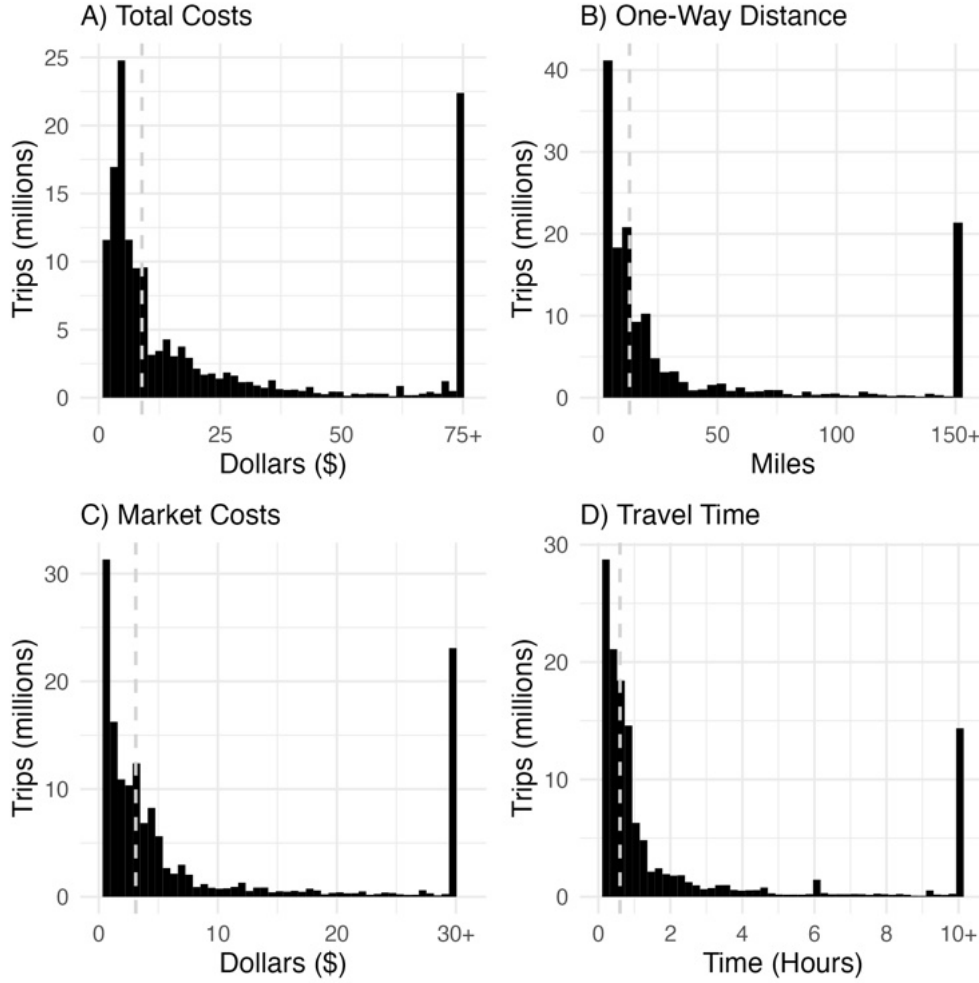 A) Total Costs
Trips (millions)
25
20
15
10
5
0
0 25 50 75+
Dollars ($)
B) One-Way Distance
Trips (millions)
40
30
20
10
0
0 50 100 150+
Miles
C) Market Costs
Trips (millions)
30
20
10
0
0 10 20 30+
Dollars ($)
D) Travel Time
Trips (millions)
30
20
10
0
0 2 4 6 8 10+
Time (Hours)